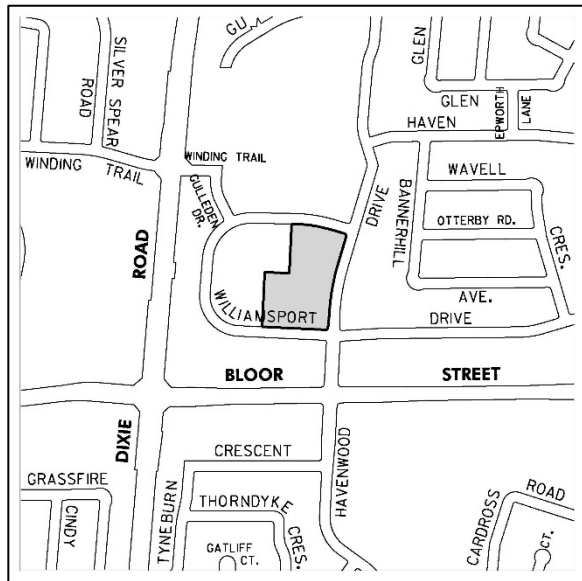 GU
SILVER SPEAR
ROAD
GLEN
GLEN
EPWORTH
LANE
HAVEN
WINDING TRAIL
WINDING TRAIL
GULLEDEN
DR.
WAVELL
DRIVE
BANNERHILL
OTTERBY RD.
CRES.
ROAD
WILLIAMSPORT
AVE.
DRIVE
BLOOR
STREET
DIXIE
CRESCENT
HAVENWOOD
GRASSFIRE
CINDY
TYNEBURN
THORNDYKE
CRES.
GATLIFF
CT.
CARDROSS
ROAD
CT.